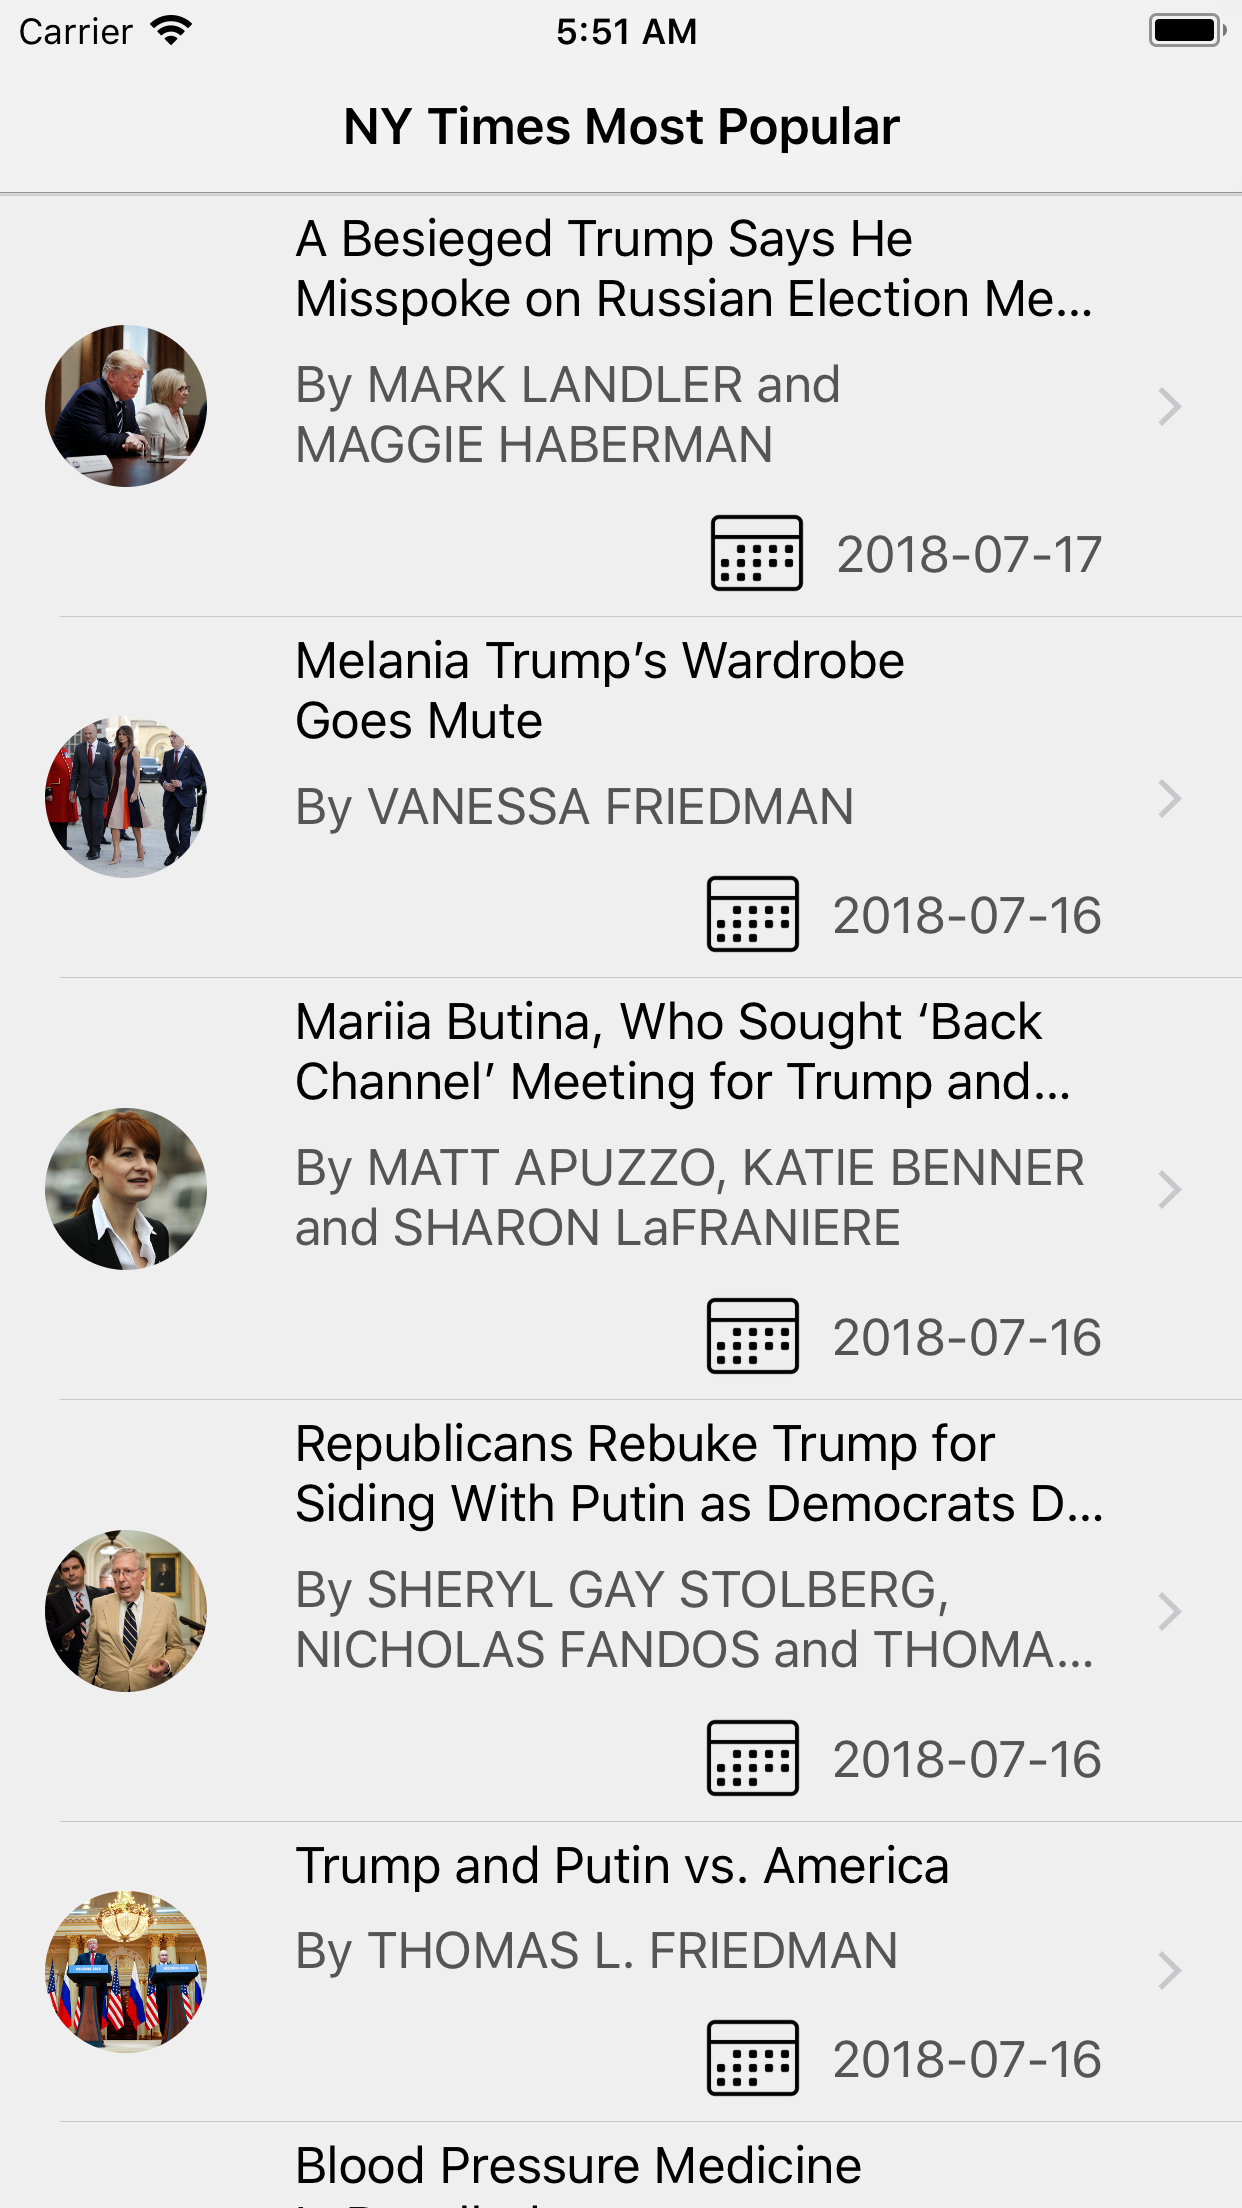 Carrier
5:51 AM
NY Times Most Popular
A Besieged Trump Says He
Misspoke on Russian Election Me...
By MARK LANDLER and
MAGGIE HABERMAN
2018-07-17
Melania Trump’s Wardrobe
Goes Mute
By VANESSA FRIEDMAN
2018-07-16
Mariia Butina, Who Sought ‘Back
Channel’ Meeting for Trump and...
By MATT APUZZO, KATIE BENNER
and SHARON LaFRANIERE
2018-07-16
Republicans Rebuke Trump for
Siding With Putin as Democrats D...
By SHERYL GAY STOLBERG,
NICHOLAS FANDOS and THOMA...
2018-07-16
Trump and Putin vs. America
By THOMAS L. FRIEDMAN
2018-07-16
Blood Pressure Medicine